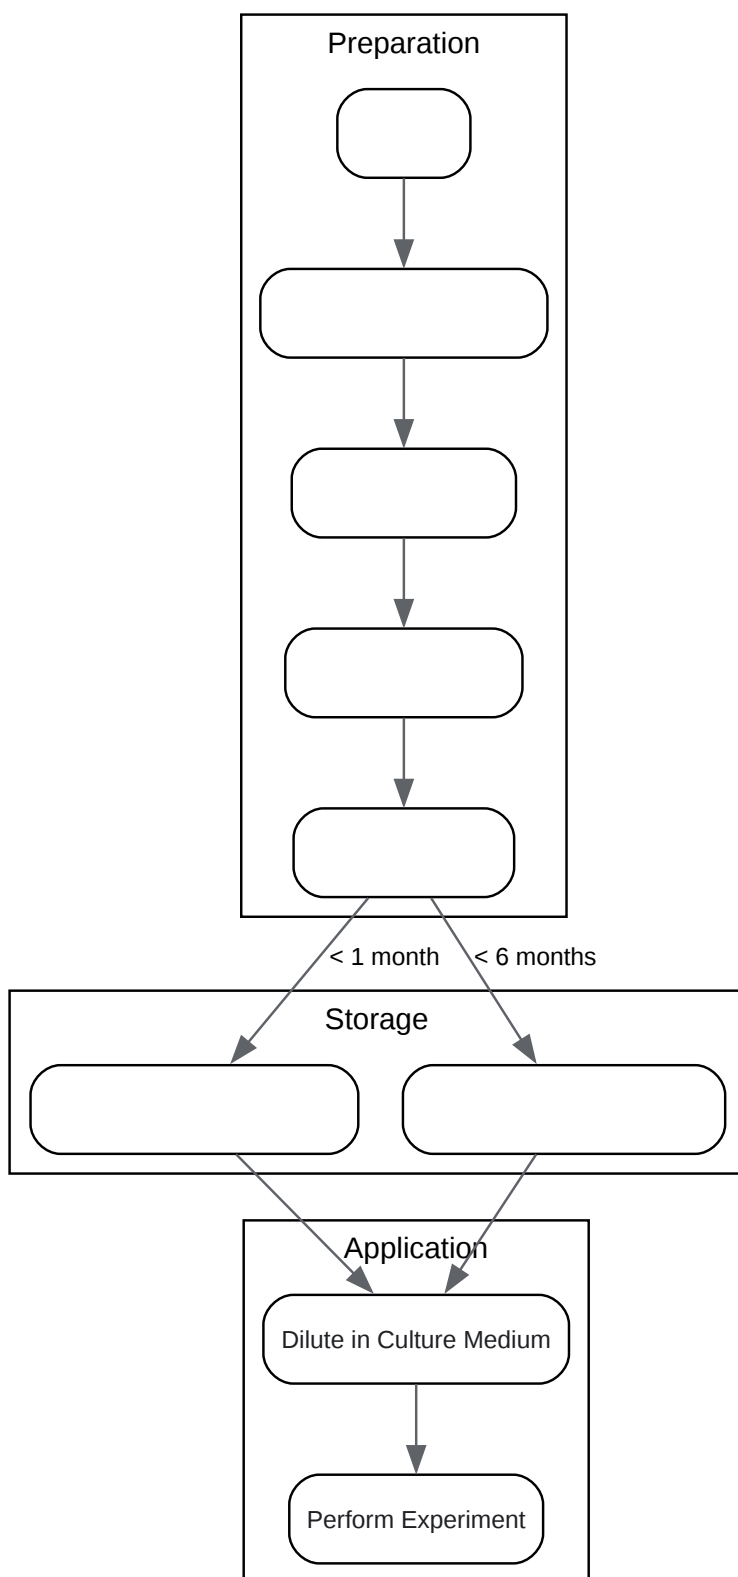 Preparation
< 1 month
< 6 months
Storage
Application
Dilute in Culture Medium
Perform Experiment